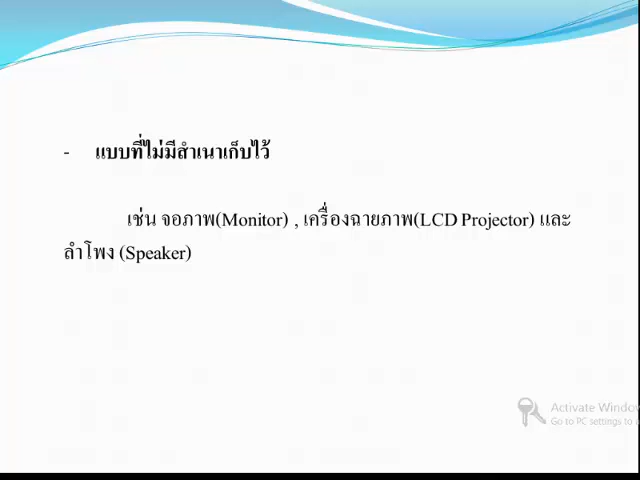 - แบบที่ไม่มีสำเนาเก็บไว้
เช่น จอภาพ(Monitor) , เครื่องฉายภาพ(LCD Projector) และ
ลำโพง (Speaker)
Activate Window
Go to PC settings to